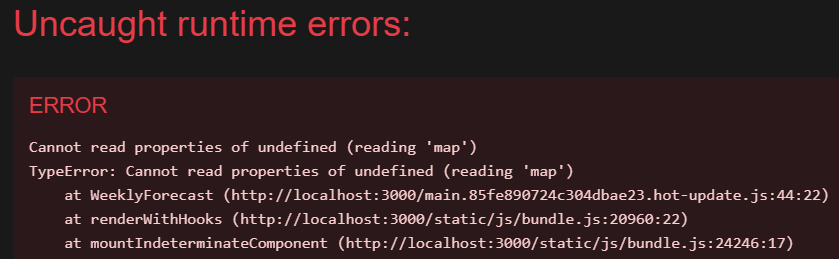 Uncaught runtime errors:
ERROR
Cannot read properties of undefined (reading 'map')
TypeError: Cannot read properties of undefined (reading 'map')
at WeeklyForecast (http://localhost:3000/main.85fe890724c304dbae23.hot-update.js:44:22)
at renderWithHooks (http://localhost:3000/static/js/bundle.js:20960:22)
at mountIndeterminateComponent (http://localhost:3000/static/js/bundle.js:24246:17)